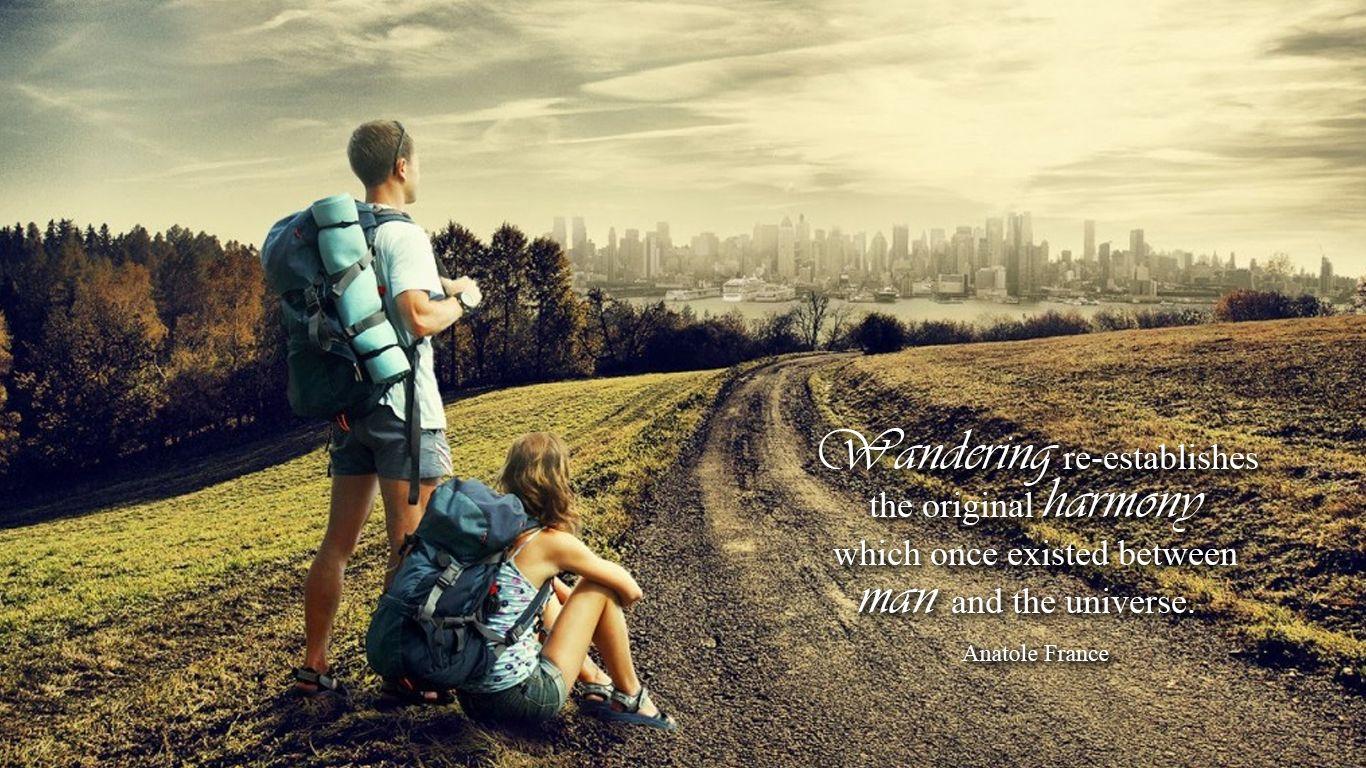 Wandering re-establishes
the original harmony
which once existed between
man and the universe.
Anatole France